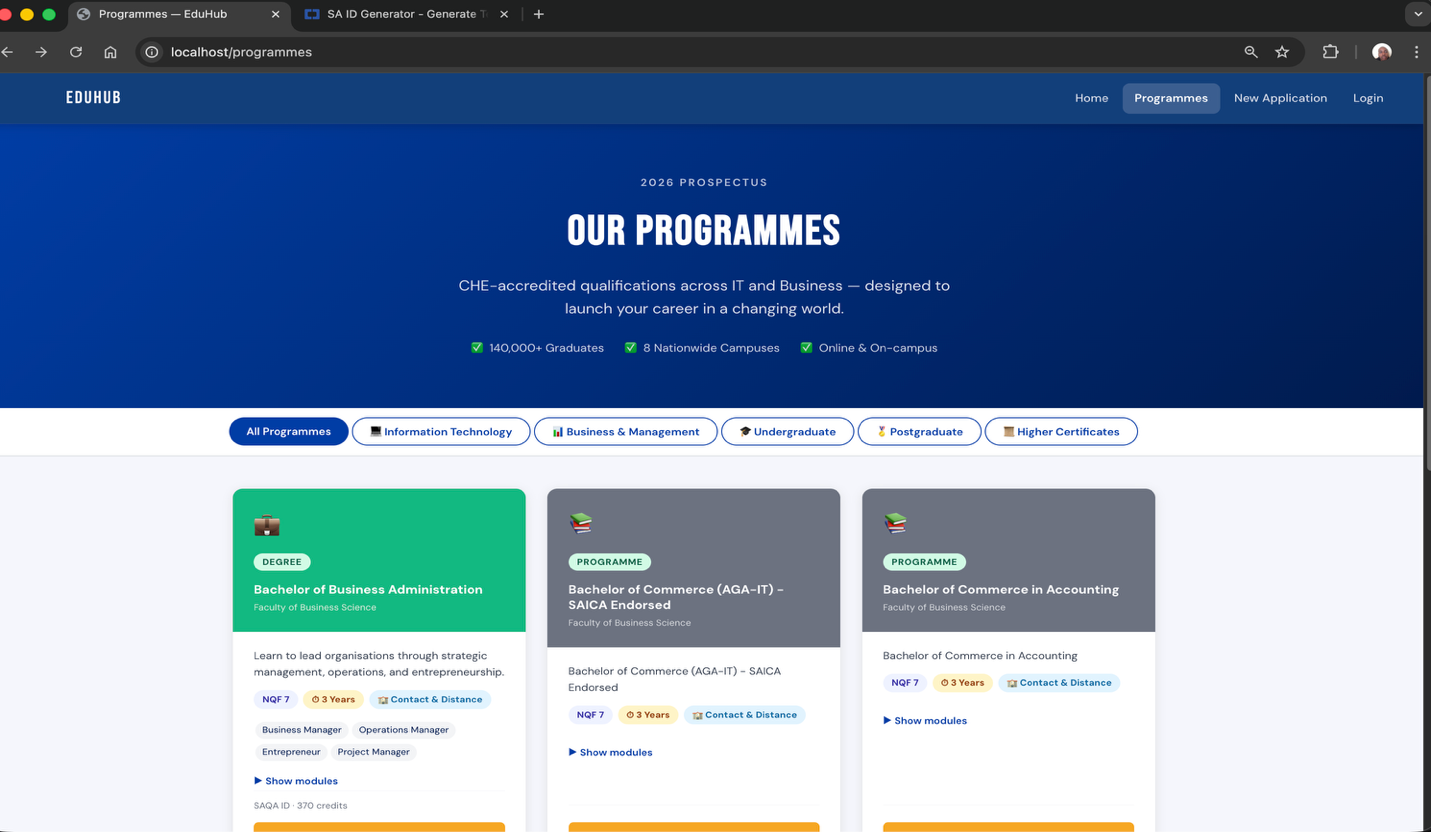 Programmes — EduHub
SA ID Generator - Generate
localhost/programmes
EDUHUB
Home
Programmes
New Application
Login
2026 PROSPECTUS
OUR PROGRAMMES
CHE-accredited qualifications across IT and Business — designed to
launch your career in a changing world.
140,000+ Graduates
8 Nationwide Campuses
Online & On-campus
All Programmes
Information Technology
Business & Management
Undergraduate
Postgraduate
Higher Certificates
DEGREE
Bachelor of Business Administration
Faculty of Business Science
Learn to lead organisations through strategic
management, operations, and entrepreneurship.
NQF 7
3 Years
Contact & Distance
Business Manager
Operations Manager
Entrepreneur
Project Manager
Show modules
SAQA ID · 370 credits
PROGRAMME
Bachelor of Commerce (AGA-IT) -
SAICA Endorsed
Faculty of Business Science
Bachelor of Commerce (AGA-IT) - SAICA
Endorsed
NQF 7
3 Years
Contact & Distance
Show modules
PROGRAMME
Bachelor of Commerce in Accounting
Faculty of Business Science
Bachelor of Commerce in Accounting
NQF 7
3 Years
Contact & Distance
Show modules